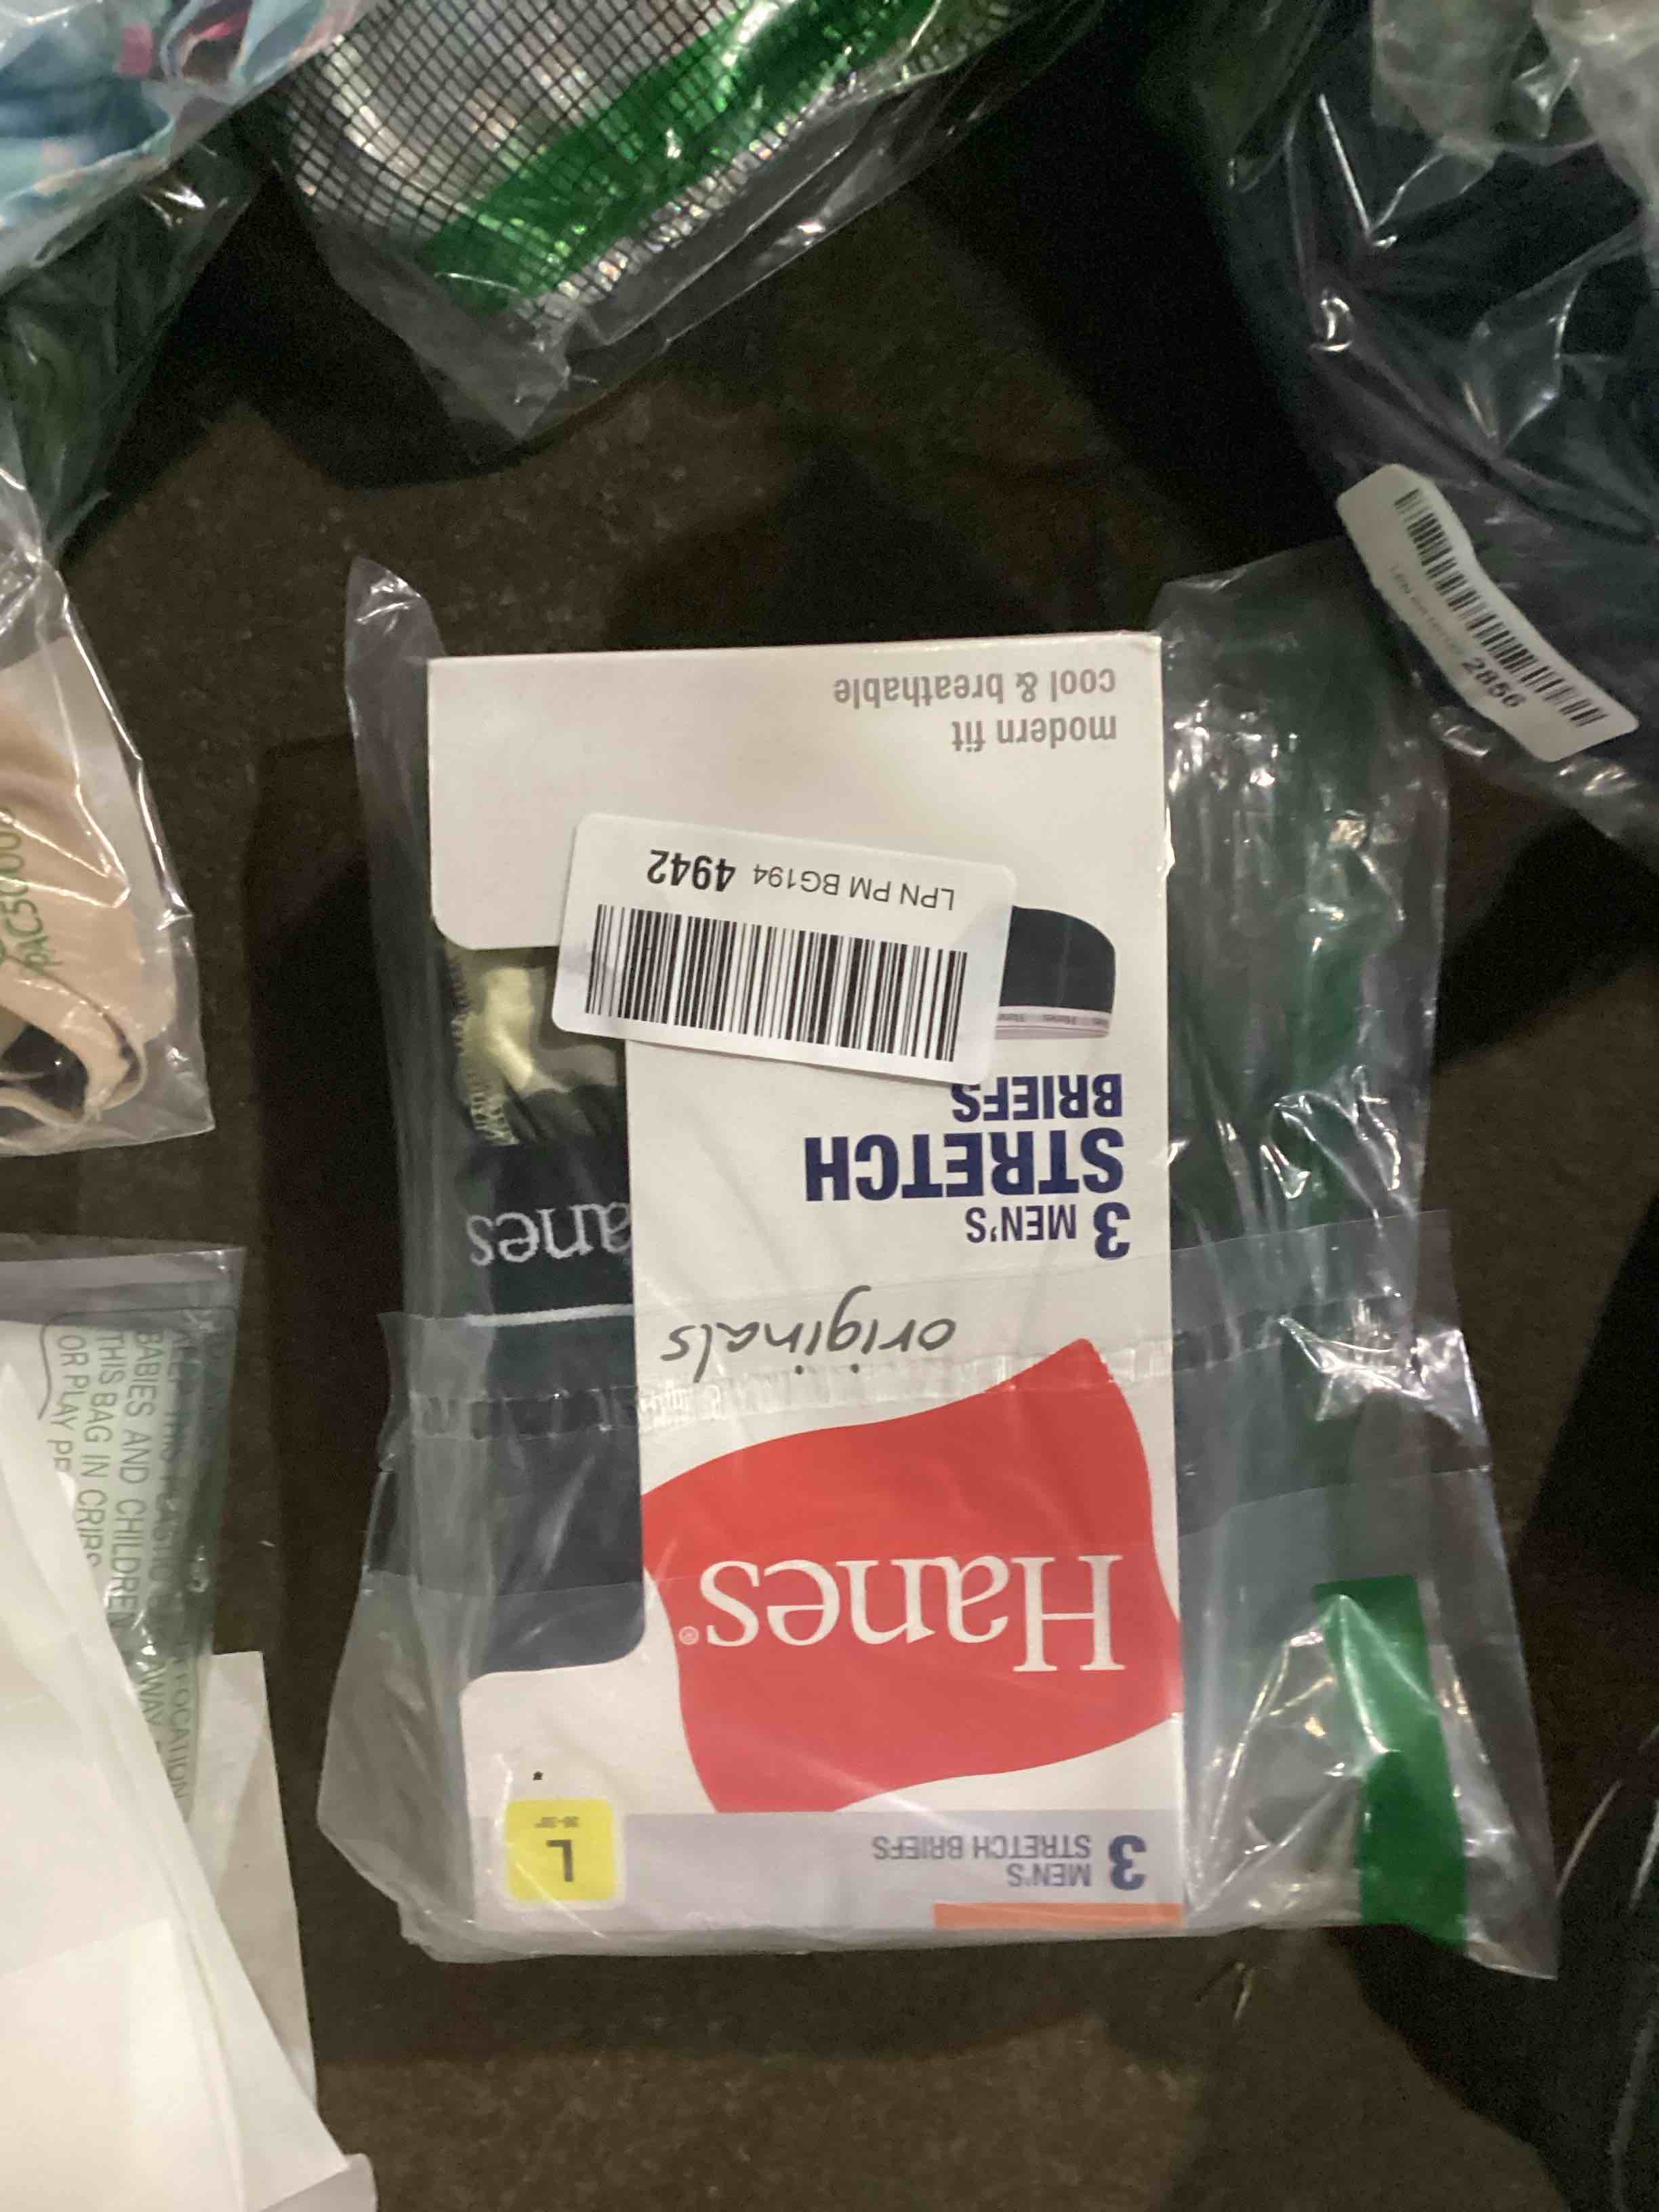 3 MEN'S
STRETCH BRIEFS
L
Hanes®
originals
3 MEN'S
STRETCH
BRIEFS
anes
LPN PM BG194 4942
modern fit
cool & breathable
2856
BABIES AND CHILDREN
THIS BAG IN CRIBS
OR PLAY PE